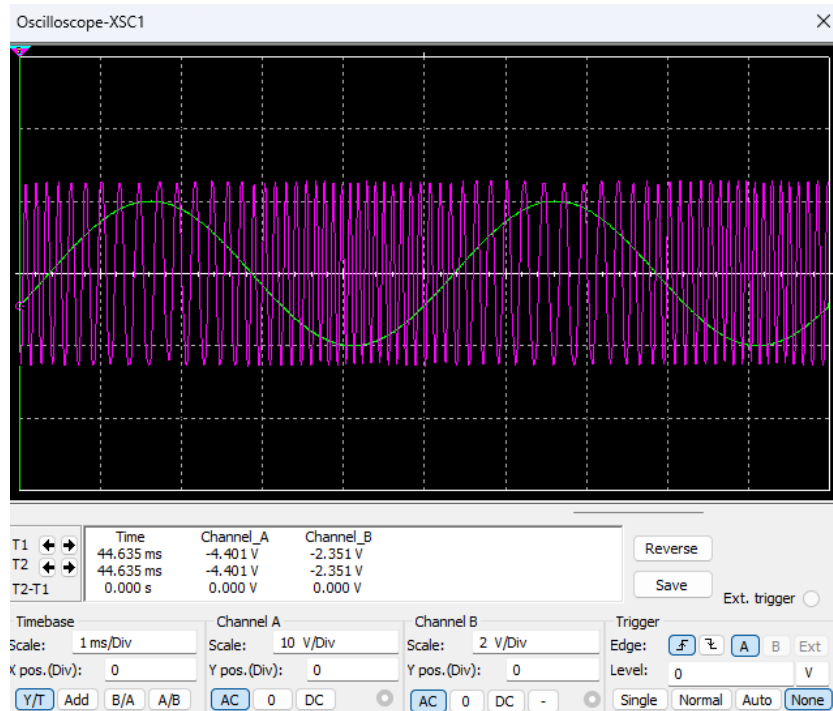 Oscilloscope-XSC1
Time Channel_A Channel_B
T1 44.635 ms -4.401 V -2.351 V
T2 44.635 ms -4.401 V -2.351 V
T2-T1 0.000 s 0.000 V 0.000 V
Reverse
Save
Ext. trigger
Timebase Channel A Channel B Trigger
Scale: 1 ms/Div Scale: 10 V/Div Scale: 2 V/Div Edge: A B Ext
X pos.(Div): 0 Y pos.(Div): 0 Y pos.(Div): 0 Level: 0 V
Y/T Add B/A A/B AC 0 DC AC 0 DC - Single Normal Auto None